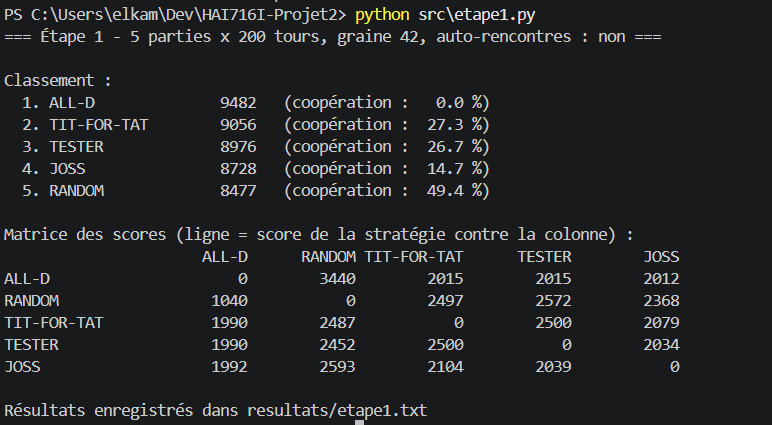 PS C:\Users\elkam\Dev\HAI716I-Projet2> python src\etape1.py
=== Étape 1 - 5 parties x 200 tours, graine 42, auto-rencontres : non ===
Classement :
1. ALL-D 9482 (coopération : 0.0 %)
2. TIT-FOR-TAT 9056 (coopération : 27.3 %)
3. TESTER 8976 (coopération : 26.7 %)
4. JOSS 8728 (coopération : 14.7 %)
5. RANDOM 8477 (coopération : 49.4 %)
Matrice des scores (ligne = score de la stratégie contre la colonne) :
ALL-D RANDOM TIT-FOR-TAT TESTER JOSS
ALL-D 0 3440 2015 2015 2012
RANDOM 1040 0 2497 2572 2368
TIT-FOR-TAT 1990 2487 0 2500 2079
TESTER 1990 2452 2500 0 2034
JOSS 1992 2593 2104 2039 0
Résultats enregistrés dans resultats/etape1.txt